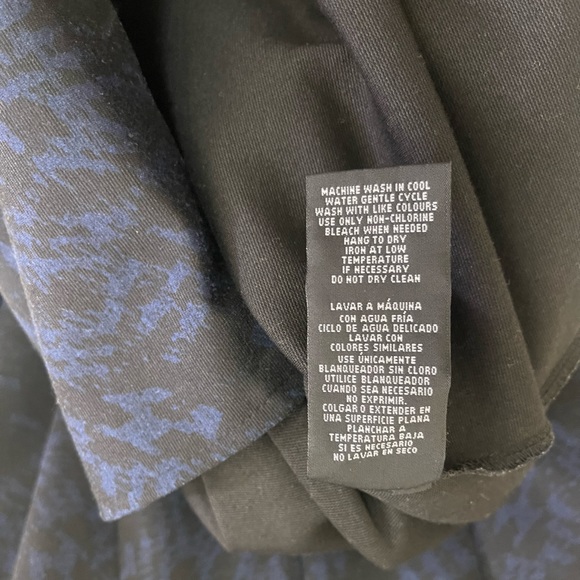 MACHINE WASH IN COOL
WATER GENTLE CYCLE
WASH WITH LIKE COLOURS
USE ONLY NON-CHLORINE
BLEACH WHEN NEEDED
HANG TO DRY
IRON AT LOW
TEMPERATURE
IF NECESSARY
DO NOT DRY CLEAN
LAVAR A MÁQUINA
CON AGUA FRÍA
CICLO DE AGUA DELICADO
LAVAR CON
COLORES SIMILARES
USE ÚNICAMENTE
BLANQUEADOR SIN CLORO
UTILICE BLANQUEADOR
CUANDO SEA NECESARIO
NO EXPRIMIR.
COLGAR O EXTENDER EN
UNA SUPERFICIE PLANA
PLANCHAR A
TEMPERATURA BAJA
SI ES NECESARIO
NO LAVAR EN SECO